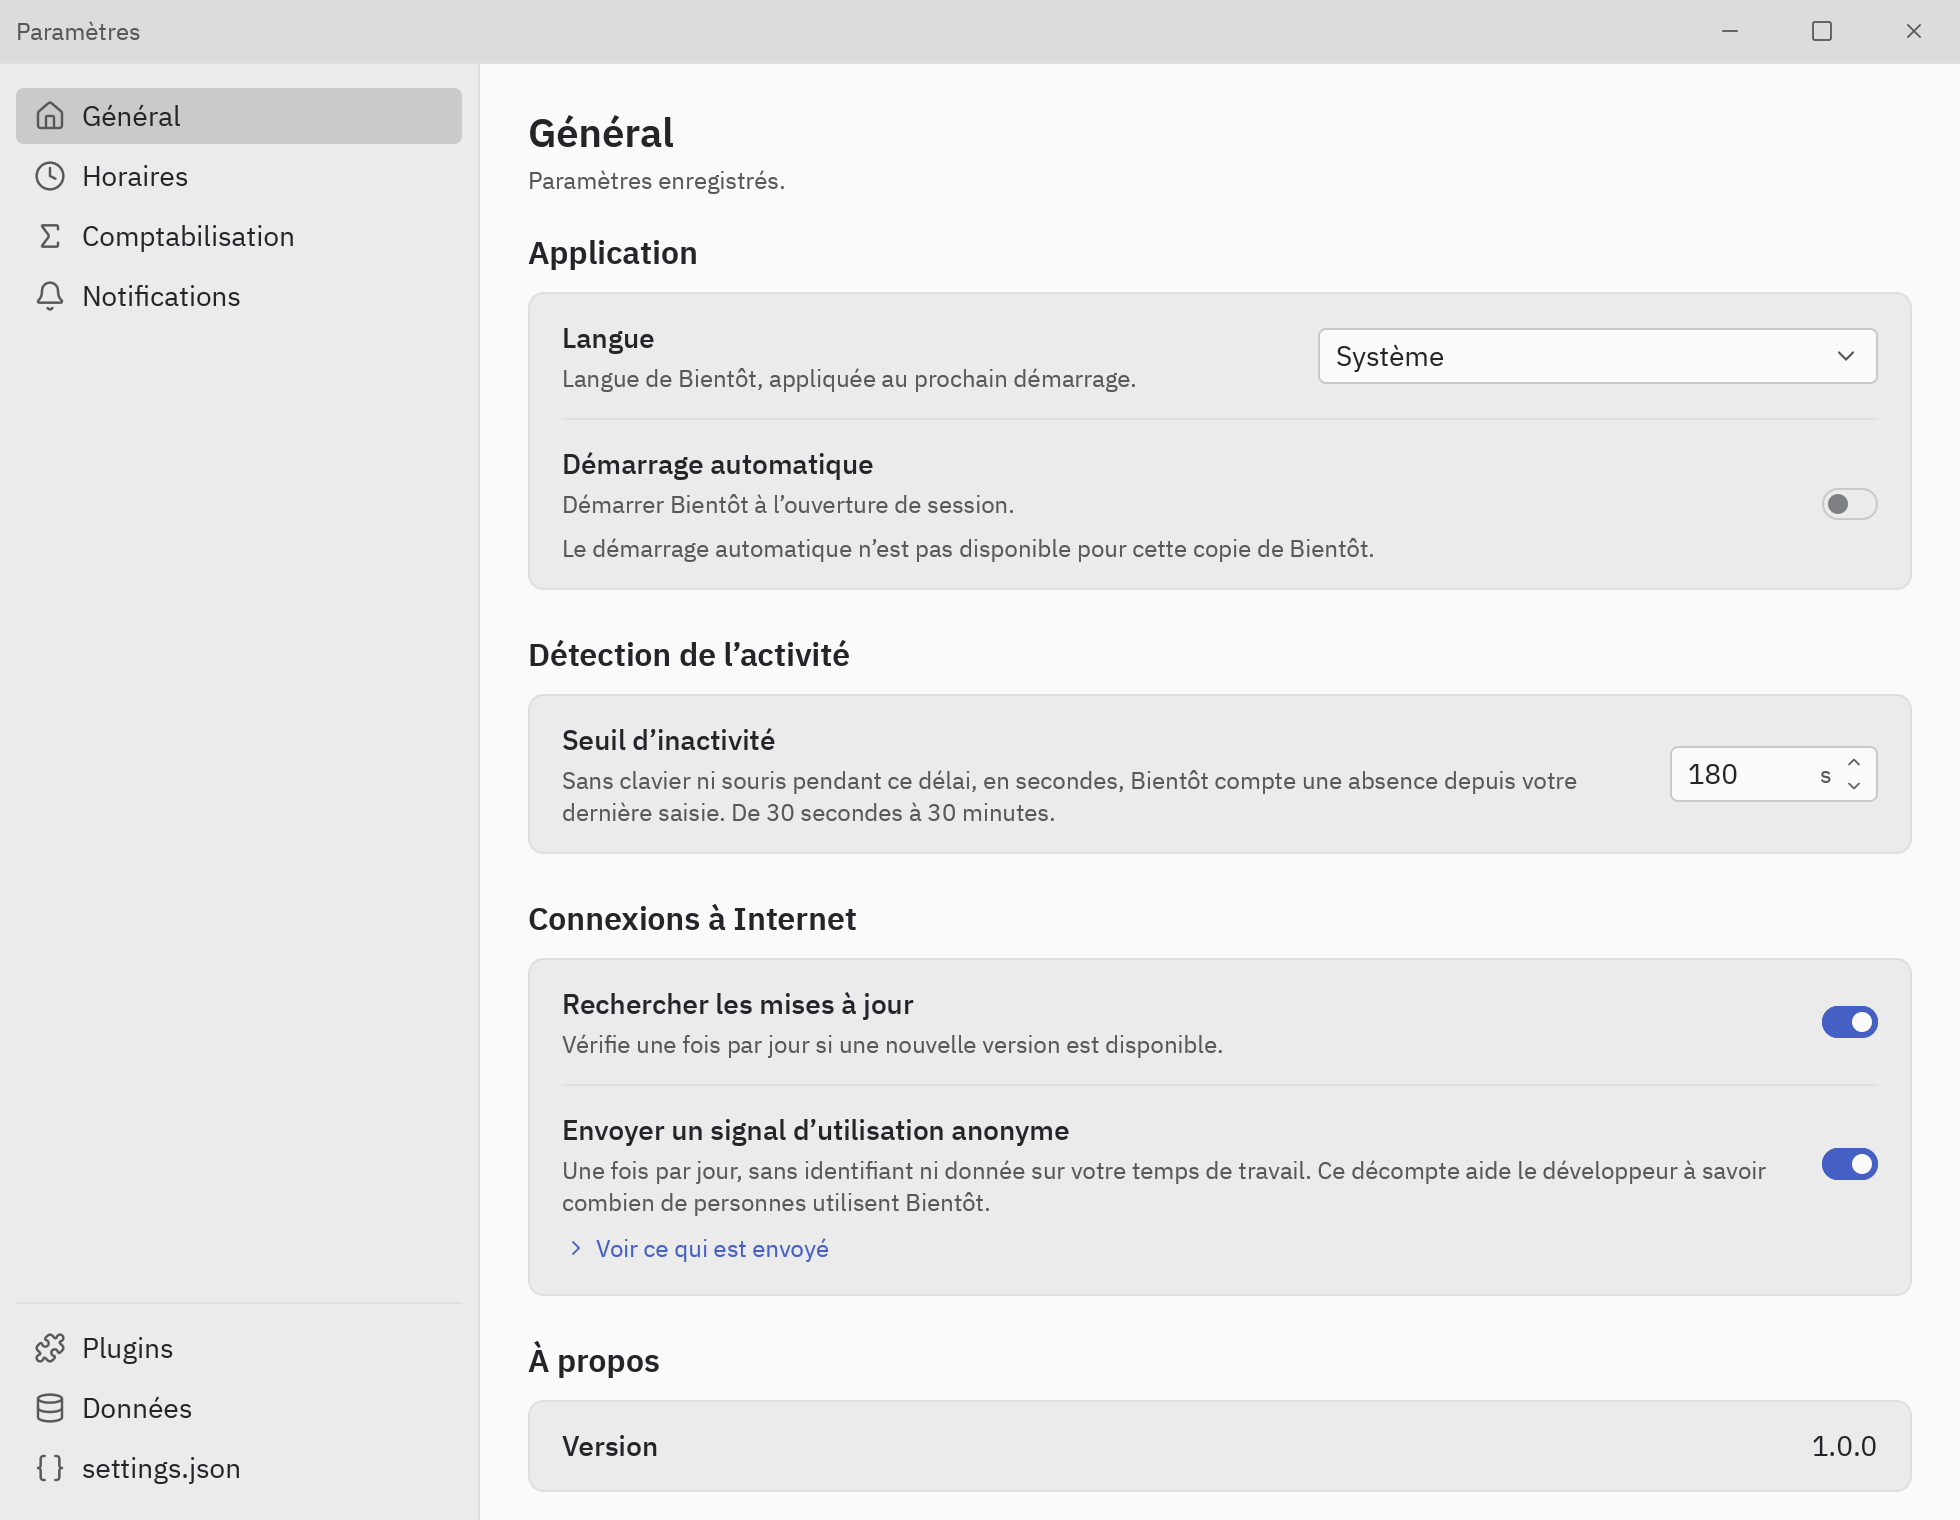 Paramètres
Général
Horaires
Comptabilisation
Notifications
Plugins
Données
settings.json
Général
Paramètres enregistrés.
Application
Langue
Langue de Bientôt, appliquée au prochain démarrage.
Système
Démarrage automatique
Démarrer Bientôt à l’ouverture de session.
Le démarrage automatique n’est pas disponible pour cette copie de Bientôt.
Détection de l’activité
Seuil d’inactivité
Sans clavier ni souris pendant ce délai, en secondes, Bientôt compte une absence depuis votre
dernière saisie. De 30 secondes à 30 minutes.
180 s
Connexions à Internet
Rechercher les mises à jour
Vérifie une fois par jour si une nouvelle version est disponible.
Envoyer un signal d’utilisation anonyme
Une fois par jour, sans identifiant ni donnée sur votre temps de travail. Ce décompte aide le développeur à savoir
combien de personnes utilisent Bientôt.
Voir ce qui est envoyé
À propos
Version
1.0.0